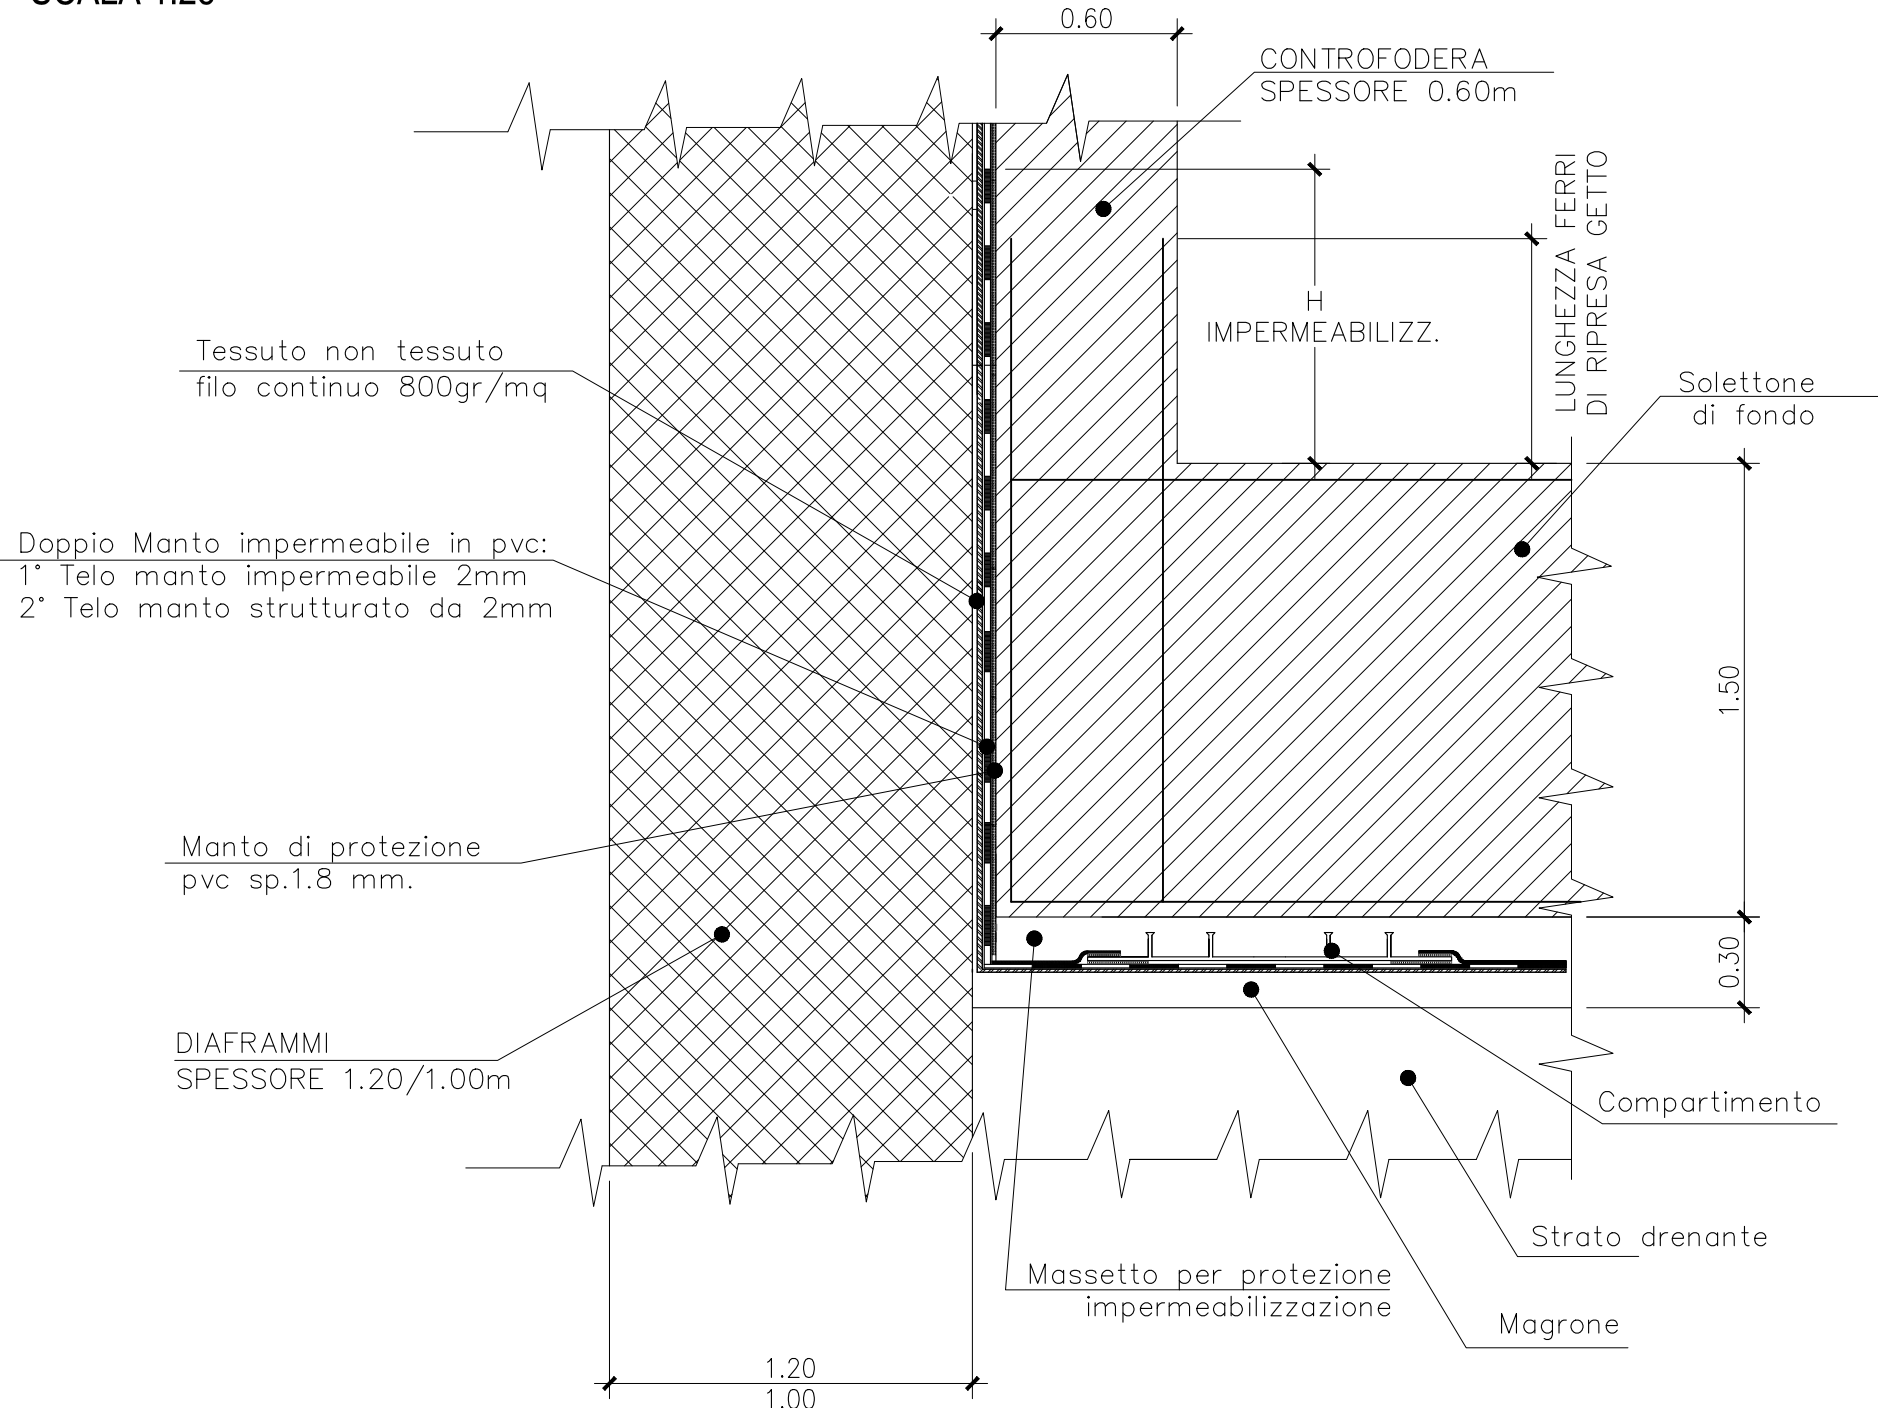 0.60
CONTROFODERA
SPESSORE 0.60m
LUNGHEZZA FERRI
DI RIPRESA GETTO
H
IMPERMEABILIZZ.
Tessuto non tessuto
filo continuo 800gr/mq
Solettone
di fondo
Doppio Manto impermeabile in pvc:
1° Telo manto impermeabile 2mm
2° Telo manto strutturato da 2mm
1.50
Manto di protezione
pvc sp.1.8 mm.
0.30
DIAFRAMMI
SPESSORE 1.20/1.00m
Compartimento
Strato drenante
Massetto per protezione
impermeabilizzazione
Magrone
1.20
1.00